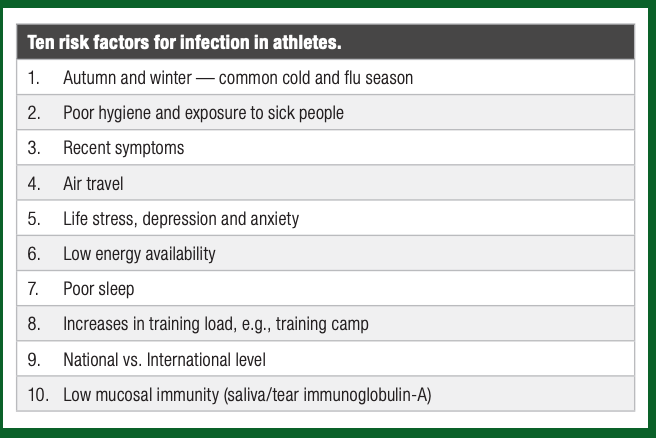 Ten risk factors for infection in athletes.
1. Autumn and winter — common cold and flu season
2. Poor hygiene and exposure to sick people
3. Recent symptoms
4. Air travel
5. Life stress, depression and anxiety
6. Low energy availability
7. Poor sleep
8. Increases in training load, e.g., training camp
9. National vs. International level
10. Low mucosal immunity (saliva/tear immunoglobulin-A)